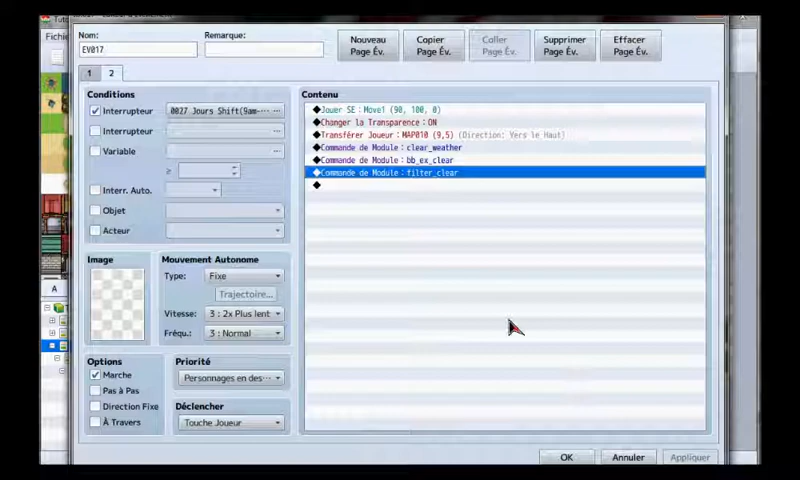 Tut
Fichie
Nom:
EV017
Remarque:
Nouveau
Page Év.
Copier
Page Év.
Coller
Page Év.
Supprimer
Page Év.
Effacer
Page Év.
1
2
Conditions
Interrupteur
0027 Jours Shift(9am-···
Interrupteur
Variable
≥
Interr. Auto.
Objet
Acteur
Image
Mouvement Autonome
Type:
Fixe
Trajectoire...
Vitesse:
3 : 2x Plus lent
Fréqu.:
3 : Normal
Options
Marche
Pas à Pas
Direction Fixe
À Travers
Priorité
Personnages en des···
Déclencher
Touche Joueur
Contenu
◆Jouer SE : Move1 (90, 100, 0)
◆Changer la Transparence : ON
◆Transférer Joueur : MAP010 (9,5) (Direction: Vers le Haut)
◆Commande de Module : clear_weather
◆Commande de Module : bb_ex_clear
◆Commande de Module : filter_clear
◆
A
OK
Annuler
Appliquer